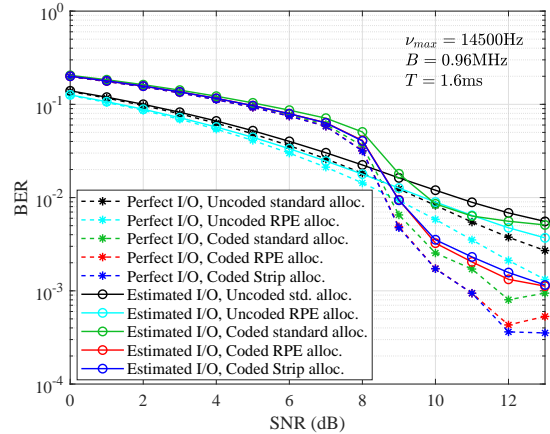 ν_max = 14500Hz
B = 0.96MHz
T = 1.6ms
10^0
10^-1
10^-2
10^-3
10^-4
BER
Perfect I/O, Uncoded standard alloc.
Perfect I/O, Uncoded RPE alloc.
Perfect I/O, Coded standard alloc.
Perfect I/O, Coded RPE alloc.
Perfect I/O, Coded Strip alloc.
Estimated I/O, Uncoded std. alloc.
Estimated I/O, Uncoded RPE alloc.
Estimated I/O, Coded standard alloc.
Estimated I/O, Coded RPE alloc.
Estimated I/O, Coded Strip alloc.
0 2 4 6 8 10 12
SNR (dB)